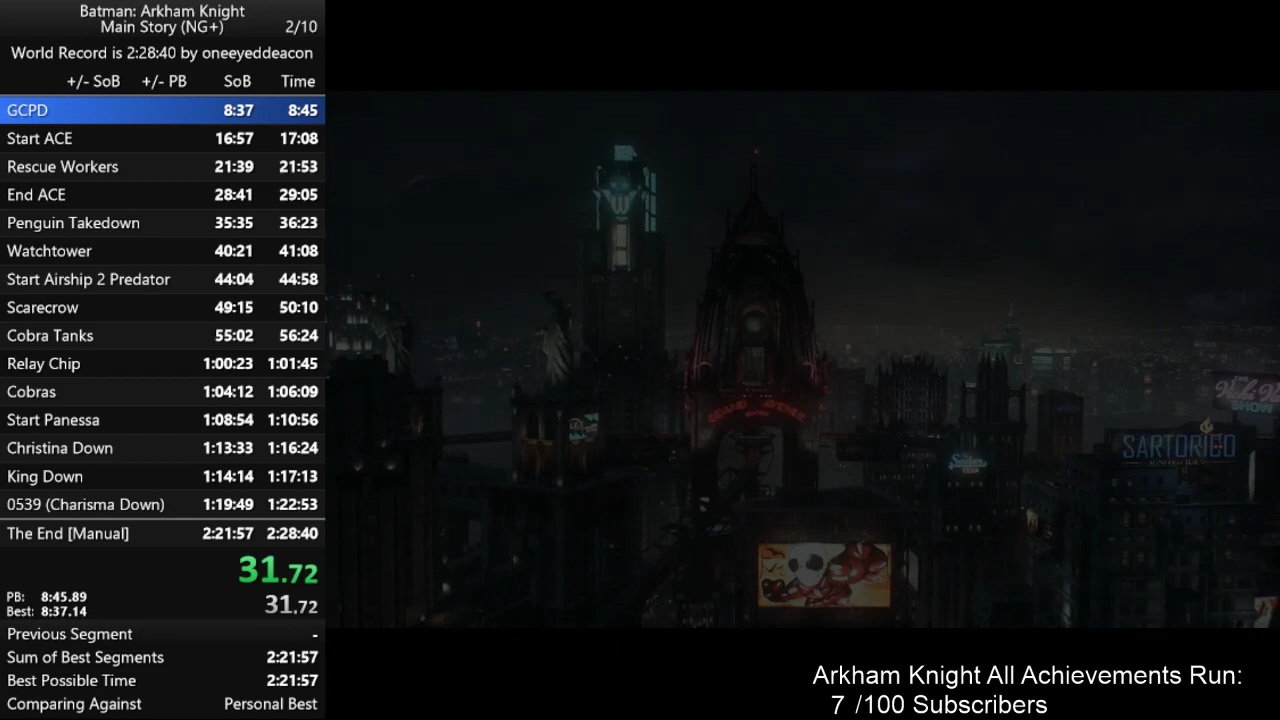 Batman: Arkham Knight
Main Story (NG+) 2/10
World Record is 2:28:40 by oneeyeddeacon
+/- SoB +/- PB SoB Time
GCPD 8:37 8:45
Start ACE 16:57 17:08
Rescue Workers 21:39 21:53
End ACE 28:41 29:05
Penguin Takedown 35:35 36:23
Watchtower 40:21 41:08
Start Airship 2 Predator 44:04 44:58
Scarecrow 49:15 50:10
Cobra Tanks 55:02 56:24
Relay Chip 1:00:23 1:01:45
Cobras 1:04:12 1:06:09
Start Panessa 1:08:54 1:10:56
Christina Down 1:13:33 1:16:24
King Down 1:14:14 1:17:13
0539 (Charisma Down) 1:19:49 1:22:53
The End [Manual] 2:21:57 2:28:40
31.72
PB: 8:45.89
Best: 8:37.14 31.72
Previous Segment -
Sum of Best Segments 2:21:57
Best Possible Time 2:21:57
Comparing Against Personal Best
GRAND AVENUE
THE
SHOW
SARTORICO
Arkham Knight All Achievements Run:
7 /100 Subscribers